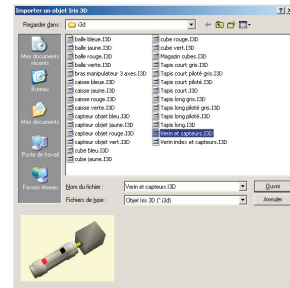 Importer un objet Iris 3D
Regarder dans : i3d
Mes documents récents
Bureau
Mes documents
Poste de travail
Favoris réseau
balle bleue.I3D
balle jaune.I3D
balle rouge.I3D
balle verte.I3D
bras manipulateur 3 axes.I3D
caisse bleue.I3D
caisse jaune.I3D
caisse rouge.I3D
caisse verte.I3D
capteur objet bleu.I3D
capteur objet jaune.I3D
capteur objet rouge.I3D
capteur objet vert.I3D
cube bleu.I3D
cube jaune.I3D
cube rouge.I3D
cube vert.I3D
Magazin cubes.I3D
Tapis court gris.I3D
Tapis court piloté gris.I3D
Tapis court piloté.I3D
Tapis court.I3D
Tapis long gris.I3D
Tapis long piloté gris.I3D
Tapis long piloté.I3D
Tapis long.I3D
Verin et capteurs.I3D
Verin index et capteurs.I3D
Nom du fichier : Verin et capteurs.I3D Ouvrir
Fichiers de type : Objet Iris 3D (*.i3d) Annuler